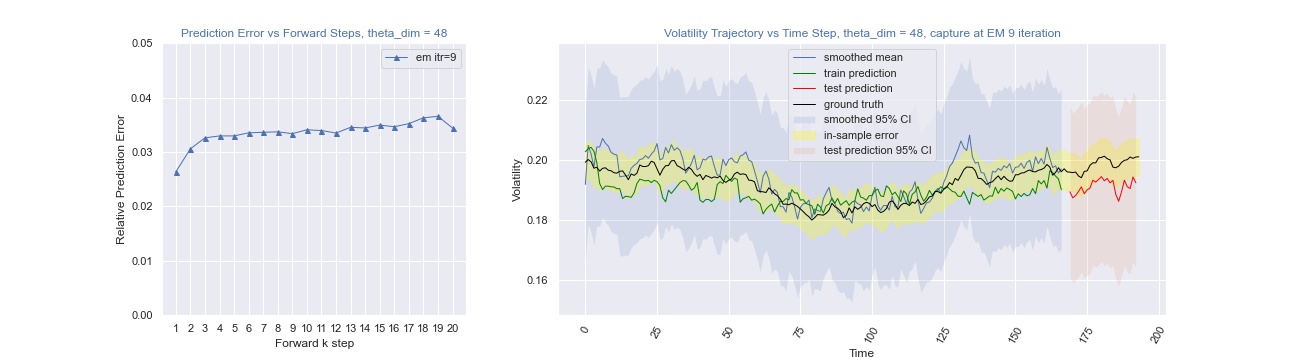 Prediction Error vs Forward Steps, theta_dim = 48
0.05
0.04
0.03
0.02
0.01
0.00
Relative Prediction Error
em itr=9
1 2 3 4 5 6 7 8 9 10 11 12 13 14 15 16 17 18 19 20
Forward k step
Volatility Trajectory vs Time Step, theta_dim = 48, capture at EM 9 iteration
0.22
0.20
0.18
0.16
Volatility
smoothed mean
train prediction
test prediction
ground truth
smoothed 95% CI
in-sample error
test prediction 95% CI
0 25 50 75 100 125 150 175 200
Time